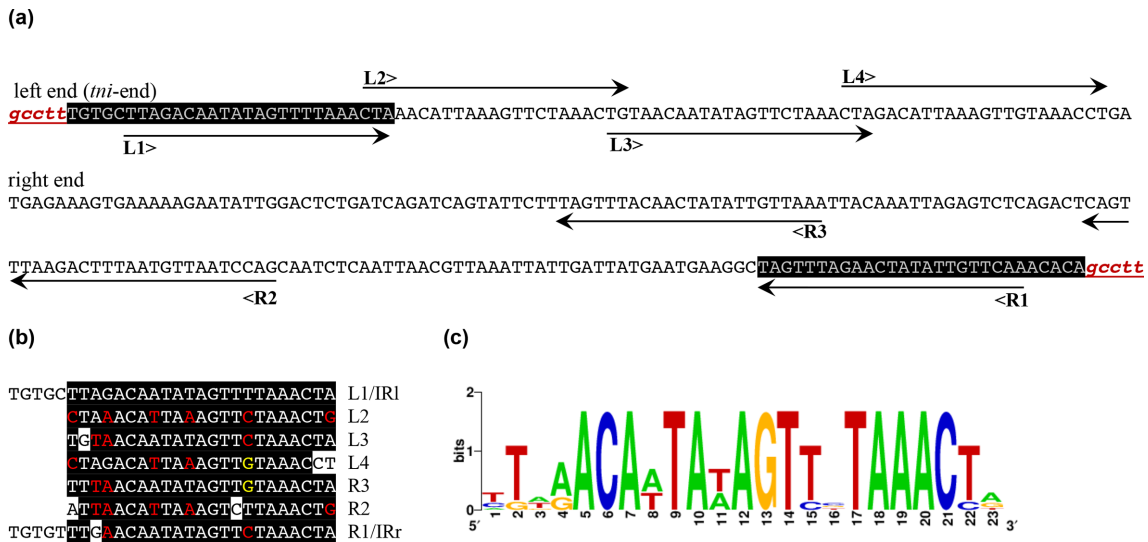 (a)
L2>
L4>
left end (tni-end)
gccttTGTGCTTAGACAATATAGTTTTAAACTAAACATTAAAGTTCTAAACTGTAACAATATAGTTCTAAACTAGACATTAAAGTTGTAAACCTGA
L1>
L3>
right end
TGAGAAAGTGAAAAAGAATATTGGACTCTGATCAGATCAGTATTCTTTAGTTTACAACTATATTGTTAAATTACAAATTAGAGTCTCAGACTCAGT
<R3
TTAAGACTTTAATGTTAATCCAGCAATCTCAATTAACGTTAAATTATTGATTATGAATGAAGGCTAGTTTAGAACTATATTGTTCAAACACAgcctt
<R2
<R1
(b)
TGTGCTTAGACAATATAGTTTTAAACTA L1/IRl
CTAAACATTAAAGTTCTAAACTG L2
TGTAACAATATAGTTCTAAACTA L3
CTAGACATTAAAGTTGTAAACCT L4
TTTAACAATATAGTTGTAAACTA R3
ATTAACATTAAAGTCTTAAACTG R2
TGTGTTTGAACAATATAGTTCTAAACTA R1/IRr
(c)
2
bits
1
0
5′ 1 2 3 4 5 6 7 8 9 10 11 12 13 14 15 16 17 18 19 20 21 22 23 3′